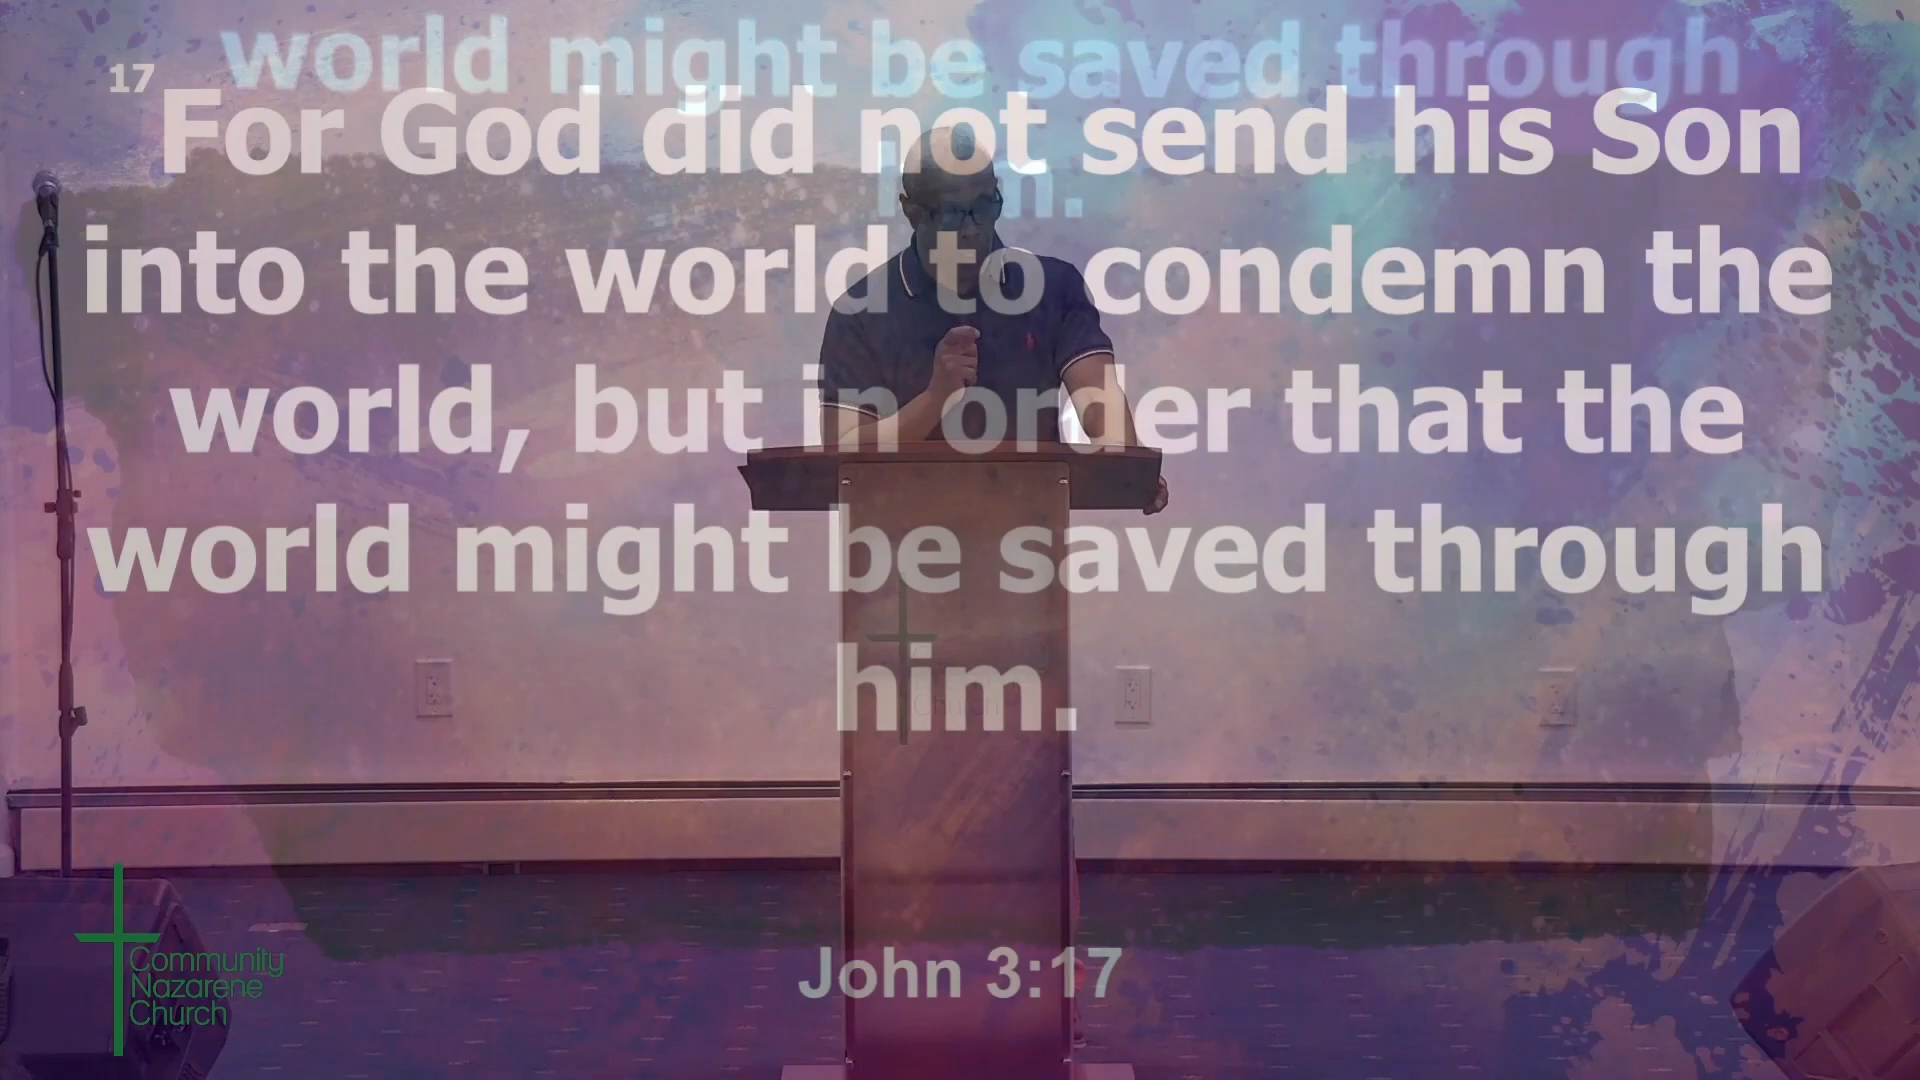 world might be saved through
him.
17 For God did not send his Son
into the world to condemn the
world, but in order that the
world might be saved through
him.
John 3:17
Community
Nazarene
Church
Church